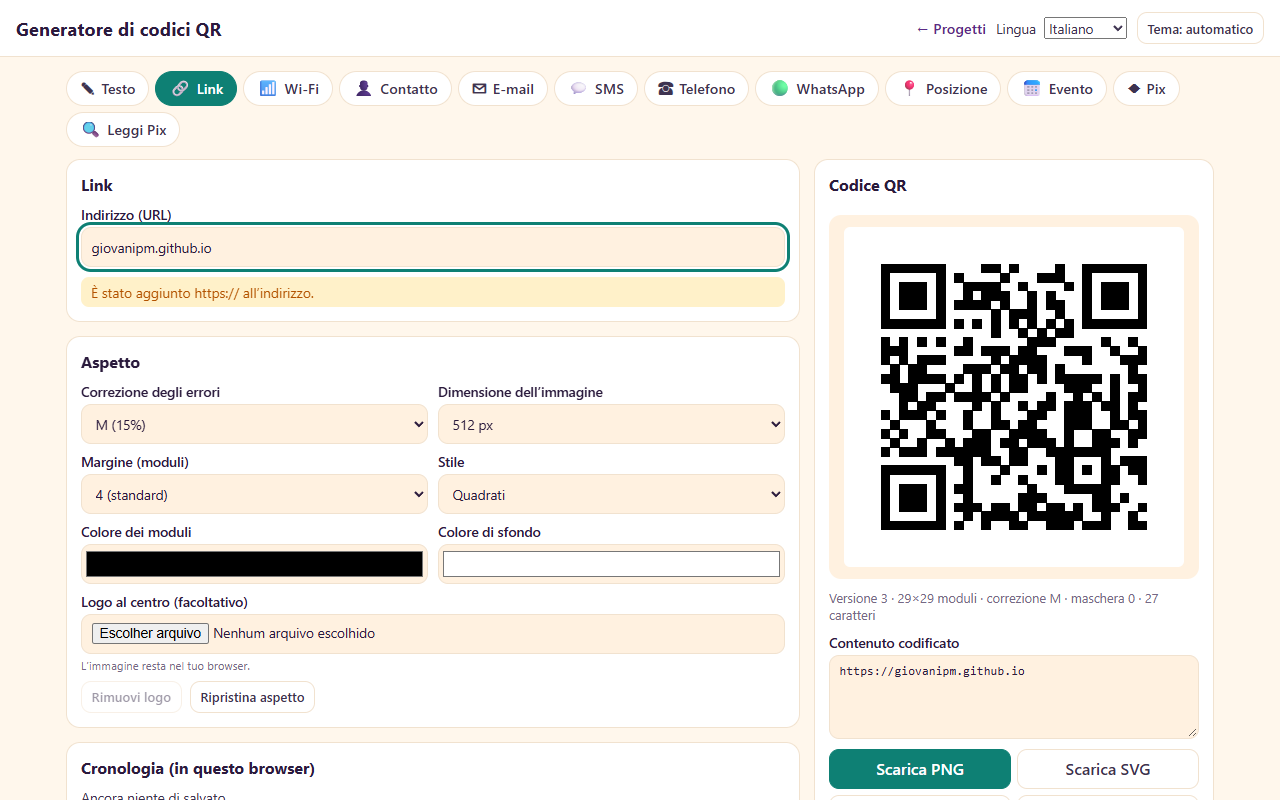 Generatore di codici QR
← Progetti Lingua Italiano Tema: automatico
Testo Link Wi-Fi Contatto E-mail SMS Telefono WhatsApp Posizione Evento Pix
Leggi Pix
Link
Indirizzo (URL)
giovanipm.github.io
È stato aggiunto https:// all’indirizzo.
Aspetto
Correzione degli errori Dimensione dell’immagine
M (15%) 512 px
Margine (moduli) Stile
4 (standard) Quadrati
Colore dei moduli Colore di sfondo
Logo al centro (facoltativo)
Escolher arquivo Nenhum arquivo escolhido
L’immagine resta nel tuo browser.
Rimuovi logo Ripristina aspetto
Cronologia (in questo browser)
Ancora niente di salvato
Codice QR
Versione 3 · 29×29 moduli · correzione M · maschera 0 · 27
caratteri
Contenuto codificato
https://giovanipm.github.io
Scarica PNG Scarica SVG